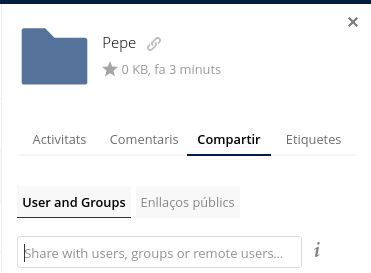 Pepe
0 KB, fa 3 minuts
Activitats Comentaris Compartir Etiquetes
User and Groups Enllaços públics
Share with users, groups or remote users...
i